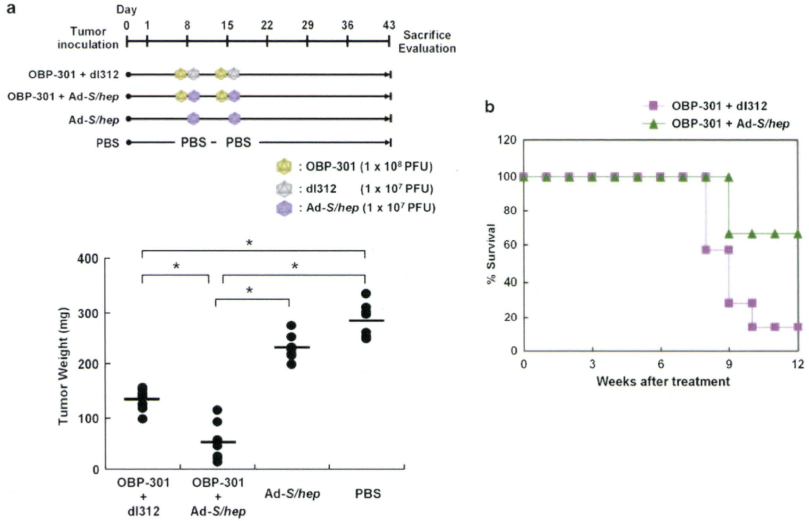 a
Day
0 1 8 15 22 29 36 43
Tumor
inoculation
Sacrifice
Evaluation
OBP-301 + dl312
OBP-301 + Ad-S/hep
Ad-S/hep
PBS PBS - PBS
: OBP-301 (1 x 10⁸ PFU)
: dl312 (1 x 10⁷ PFU)
: Ad-S/hep (1 x 10⁷ PFU)
Tumor Weight (mg)
400
300
200
100
0
*
* *
*
OBP-301
+
dl312
OBP-301
+
Ad-S/hep
Ad-S/hep
PBS
b
OBP-301 + dl312
OBP-301 + Ad-S/hep
% Survival
120
100
80
60
40
20
0
0 3 6 9 12
Weeks after treatment